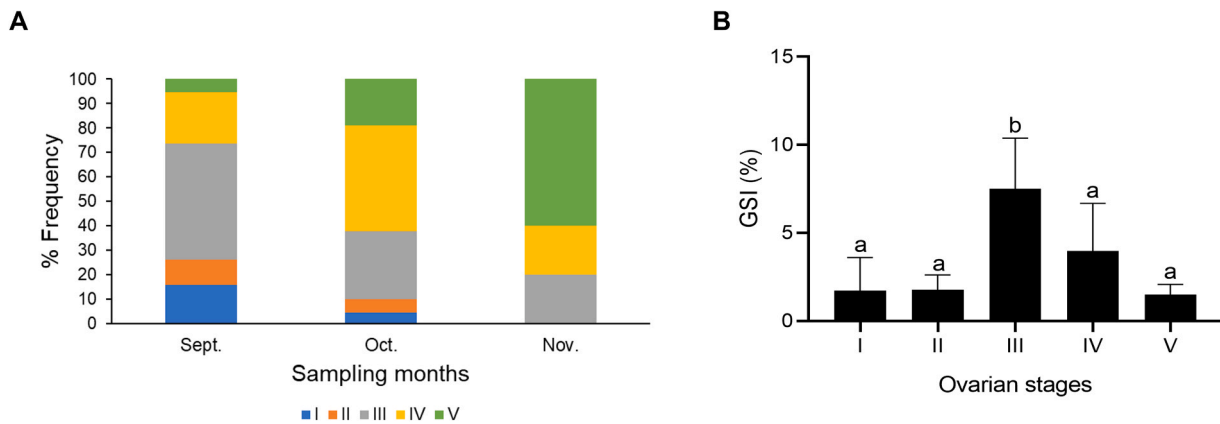 A
% Frequency
100
90
80
70
60
50
40
30
20
10
0
Sept. Oct. Nov.
Sampling months
I II III IV V
B
GSI (%)
15
10
5
0
a a b a a
I II III IV V
Ovarian stages